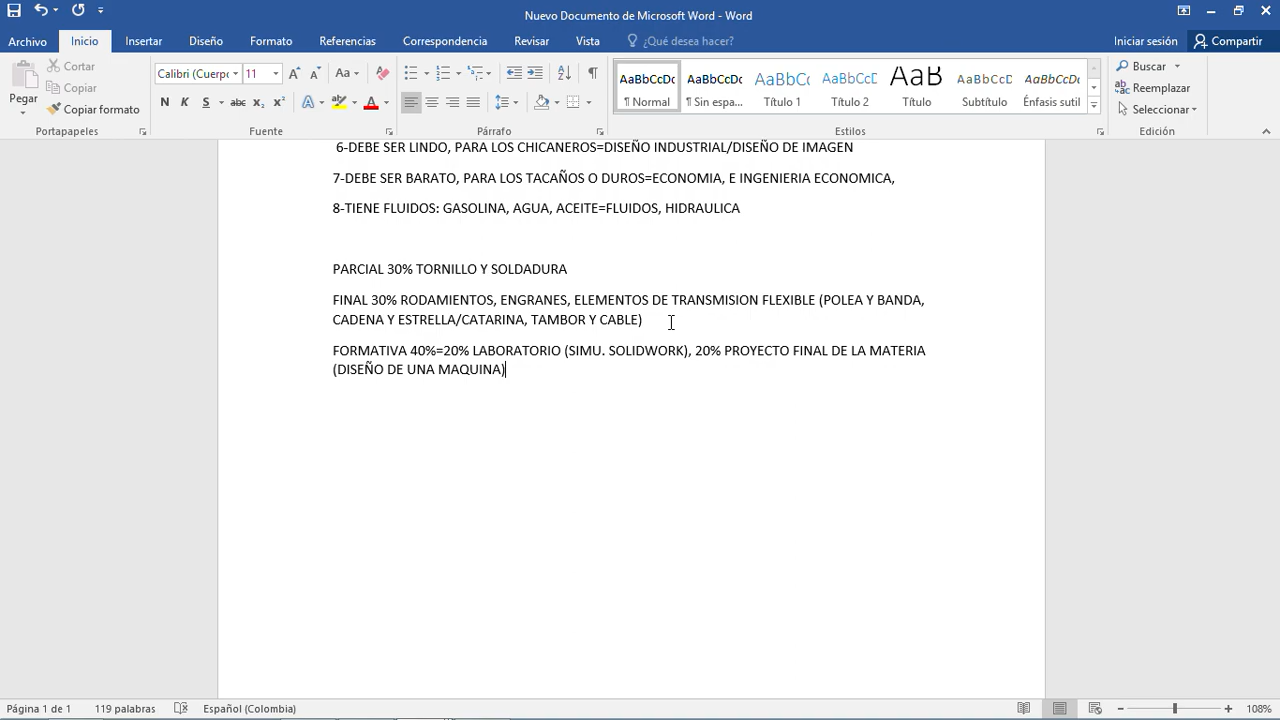 Nuevo Documento de Microsoft Word - Word
Archivo Inicio Insertar Diseño Formato Referencias Correspondencia Revisar Vista ¿Qué desea hacer? Iniciar sesión Compartir
Pegar
Cortar
Copiar
Copiar formato
Portapapeles
Calibri (Cuerpo 11
N K S abc x₂ x² A A
Aa
Fuente
Párrafo
AaBbCcDc
¶ Normal
AaBbCcDc
¶ Sin espa...
AaBbCc
Título 1
AaBbCcD
Título 2
AaB
Título
AaBbCcD
Subtítulo
AaBbCcDc
Énfasis sutil
Estilos
Buscar
Reemplazar
Seleccionar
Edición
6-DEBE SER LINDO, PARA LOS CHICANEROS=DISEÑO INDUSTRIAL/DISEÑO DE IMAGEN
7-DEBE SER BARATO, PARA LOS TACAÑOS O DUROS=ECONOMIA, E INGENIERIA ECONOMICA,
8-TIENE FLUIDOS: GASOLINA, AGUA, ACEITE=FLUIDOS, HIDRAULICA
PARCIAL 30% TORNILLO Y SOLDADURA
FINAL 30% RODAMIENTOS, ENGRANES, ELEMENTOS DE TRANSMISION FLEXIBLE (POLEA Y BANDA,
CADENA Y ESTRELLA/CATARINA, TAMBOR Y CABLE)
FORMATIVA 40%=20% LABORATORIO (SIMU. SOLIDWORK), 20% PROYECTO FINAL DE LA MATERIA
(DISEÑO DE UNA MAQUINA)
Página 1 de 1 119 palabras Español (Colombia) 108%